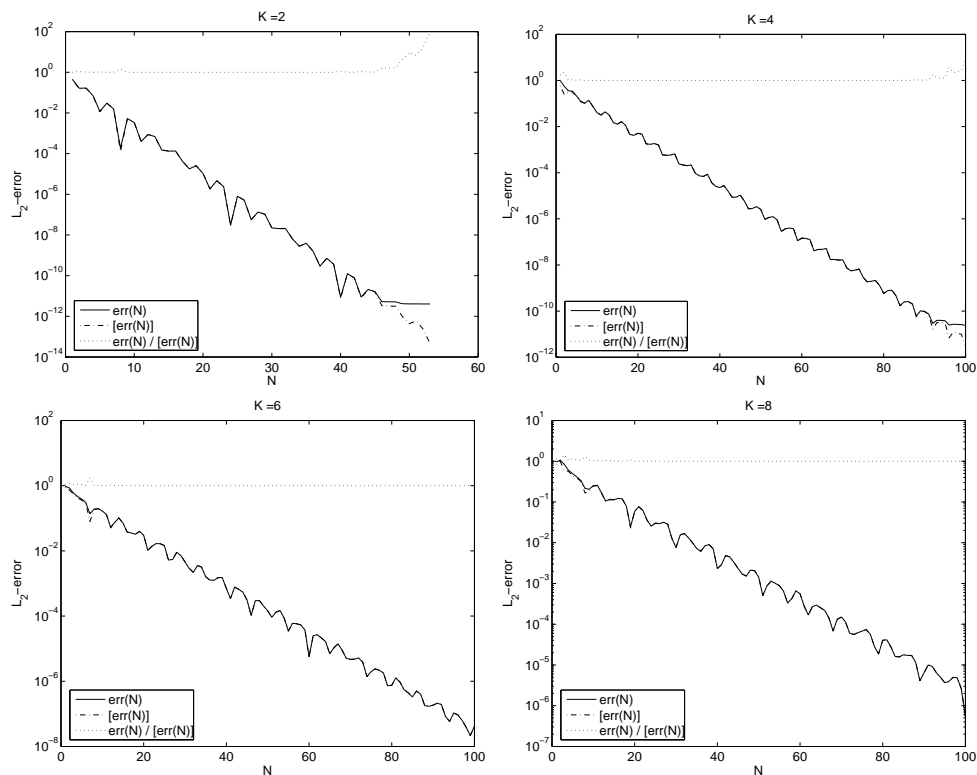 K =2
10^2
10^0
10^−2
10^−4
10^−6
10^−8
10^−10
10^−12
10^−14
L_2−error
err(N)
[err(N)]
err(N) / [err(N)]
0 10 20 30 40 50 60
N
K =4
10^2
10^0
10^−2
10^−4
10^−6
10^−8
10^−10
10^−12
L_2−error
err(N)
[err(N)]
err(N) / [err(N)]
0 20 40 60 80 100
N
K =6
10^2
10^0
10^−2
10^−4
10^−6
10^−8
L_2−error
err(N)
[err(N)]
err(N) / [err(N)]
0 20 40 60 80 100
N
K =8
10^1
10^0
10^−1
10^−2
10^−3
10^−4
10^−5
10^−6
10^−7
L_2−error
err(N)
[err(N)]
err(N) / [err(N)]
0 20 40 60 80 100
N